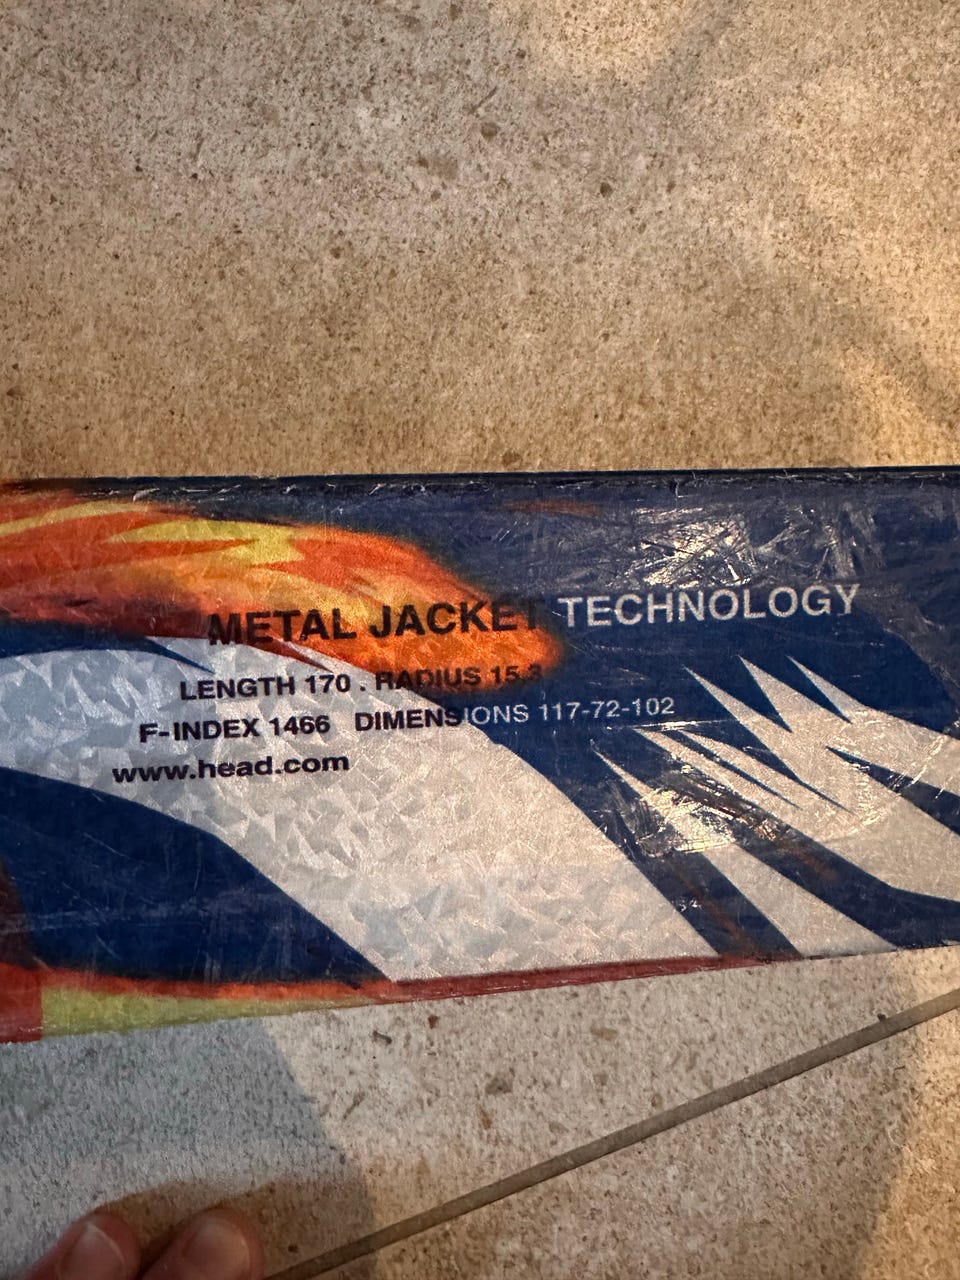 METAL JACKET TECHNOLOGY
LENGTH 170 . RADIUS 15.3
F-INDEX 1466 DIMENSIONS 117-72-102
www.head.com